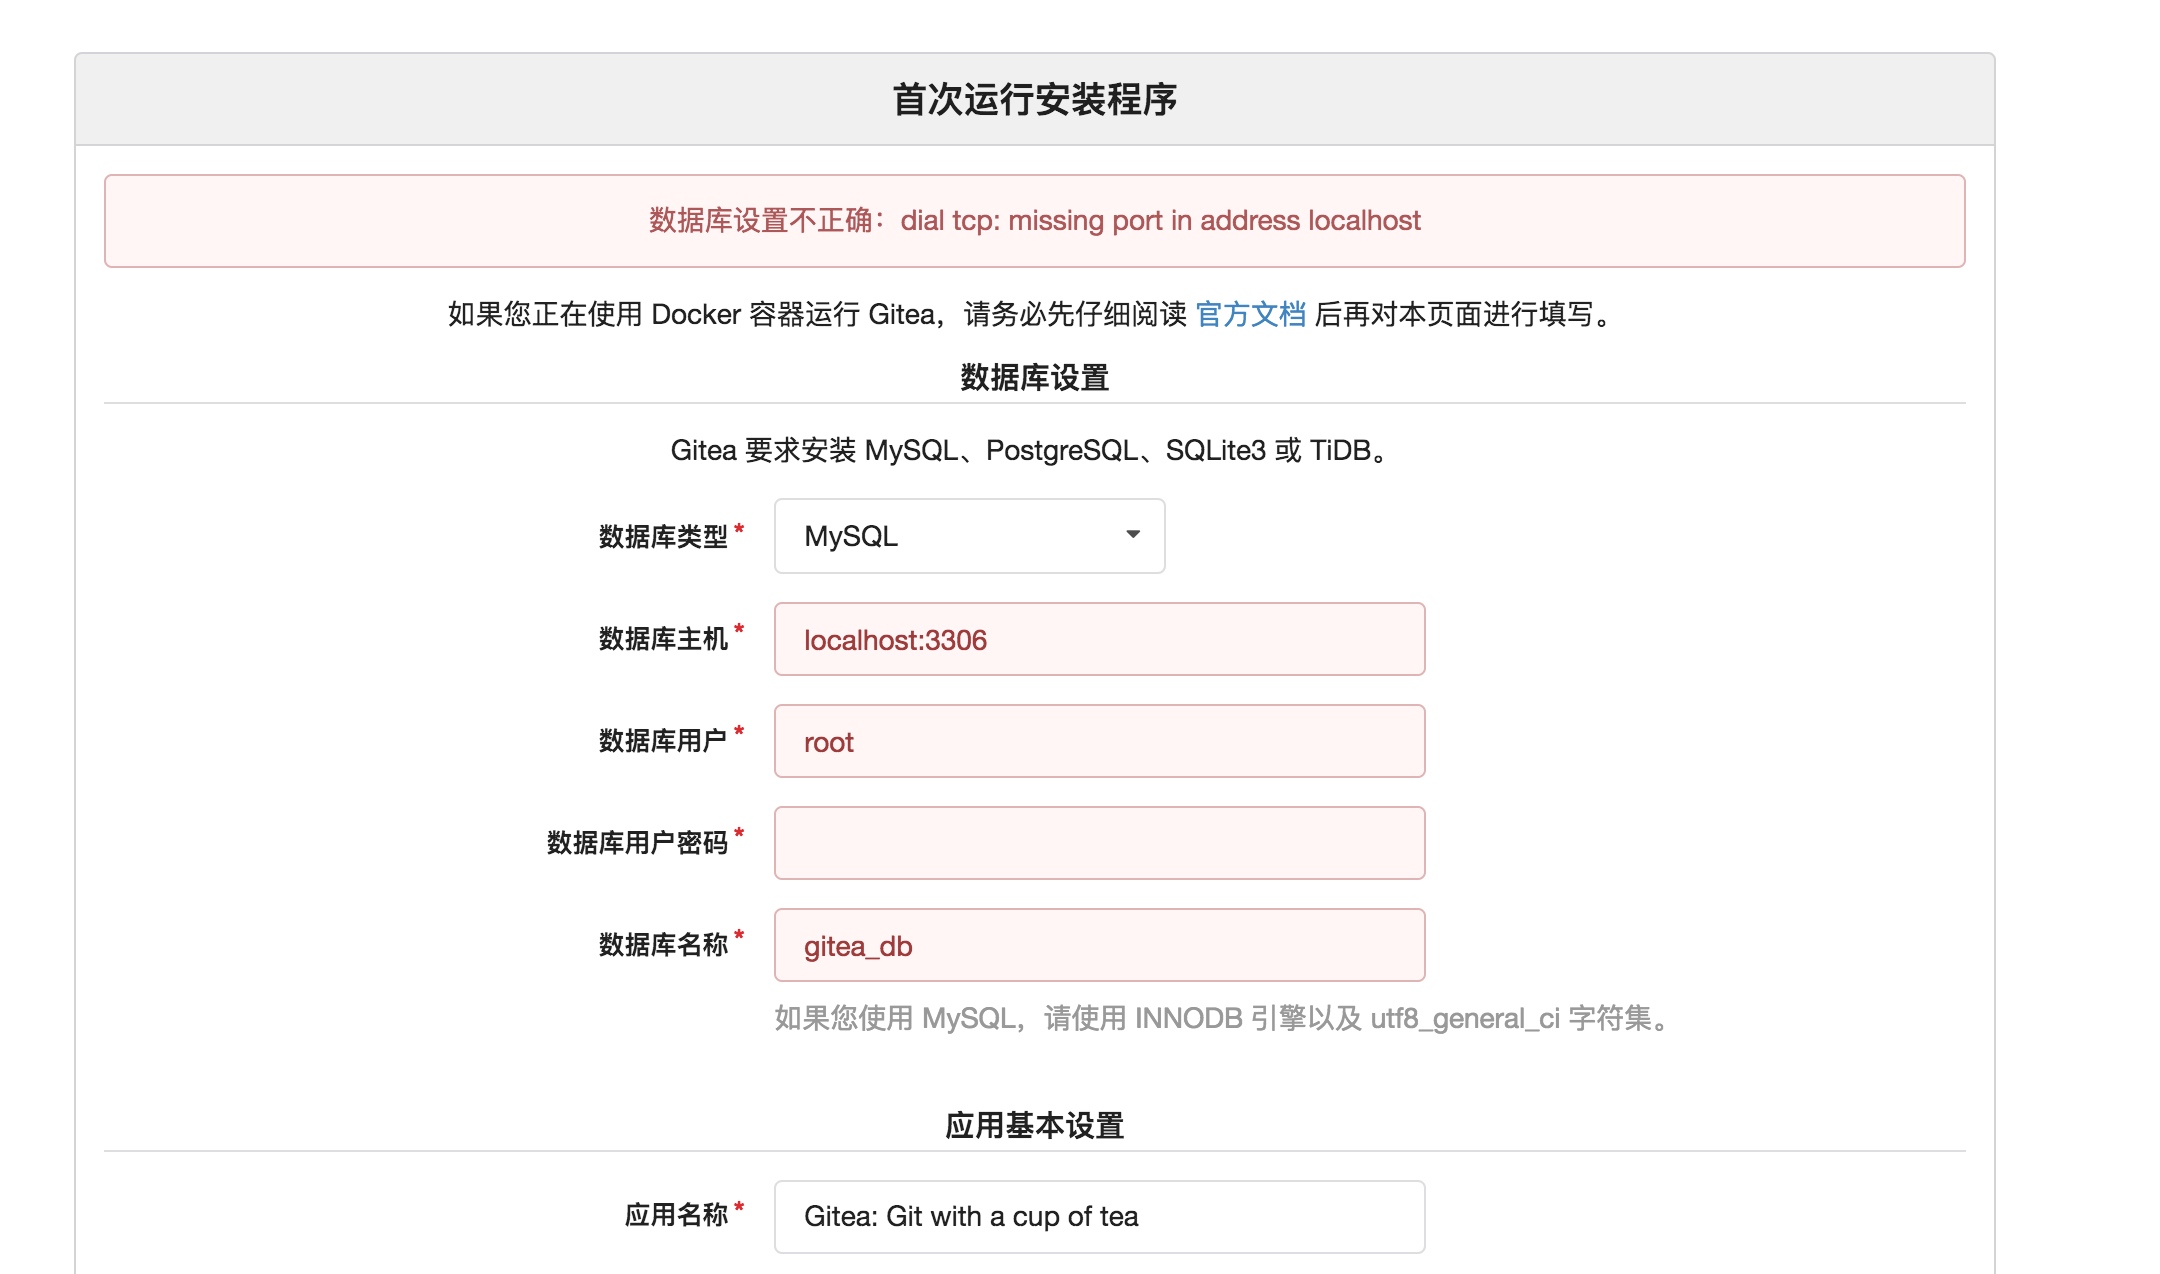 首次运行安装程序
数据库设置不正确：dial tcp: missing port in address localhost
如果您正在使用 Docker 容器运行 Gitea，请务必先仔细阅读 官方文档 后再对本页面进行填写。
数据库设置
Gitea 要求安装 MySQL、PostgreSQL、SQLite3 或 TiDB。
数据库类型* MySQL
数据库主机* localhost:3306
数据库用户* root
数据库用户密码*
数据库名称* gitea_db
如果您使用 MySQL，请使用 INNODB 引擎以及 utf8_general_ci 字符集。
应用基本设置
应用名称* Gitea: Git with a cup of tea